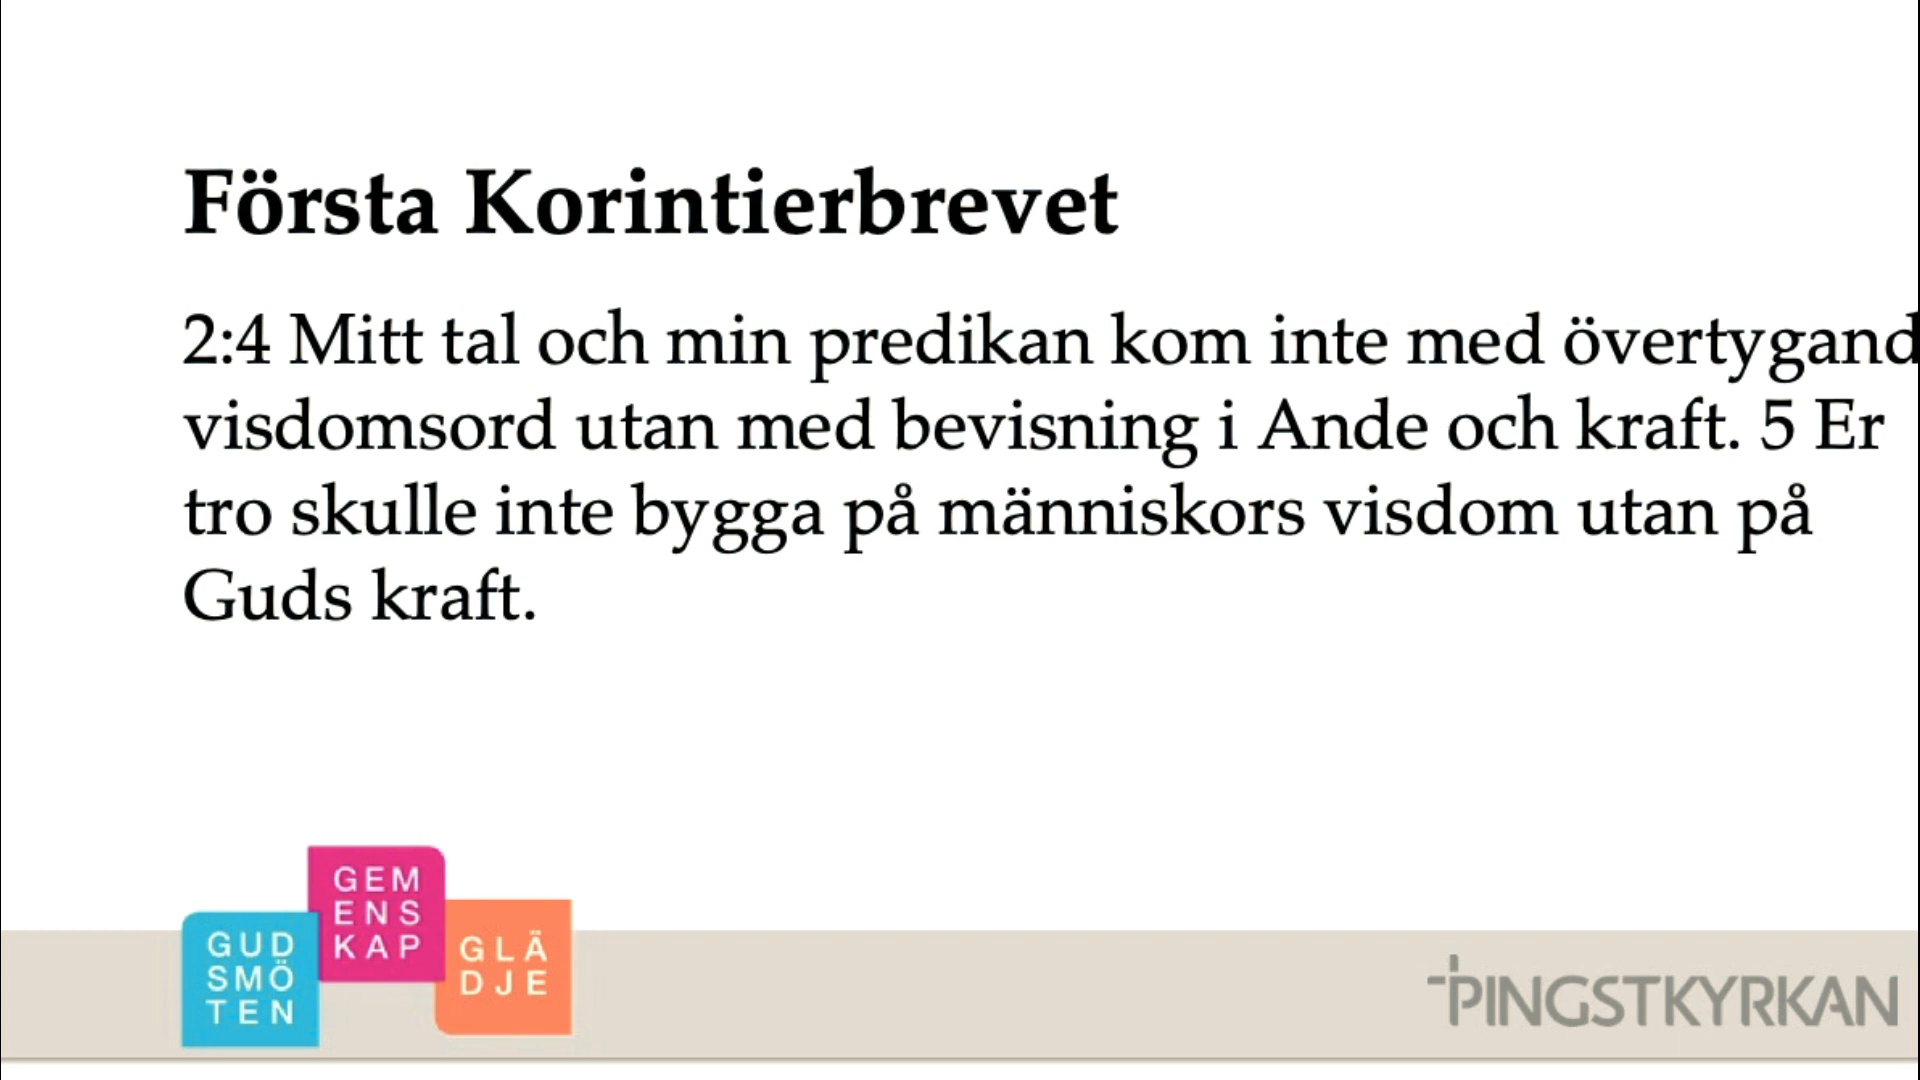 Första Korintierbrevet
2:4 Mitt tal och min predikan kom inte med övertygand
visdomsord utan med bevisning i Ande och kraft. 5 Er
tro skulle inte bygga på människors visdom utan på
Guds kraft.
GEM
ENS
KAP
GUD
SMÖ
TEN
GLÄ
DJE
PINGSTKYRKAN